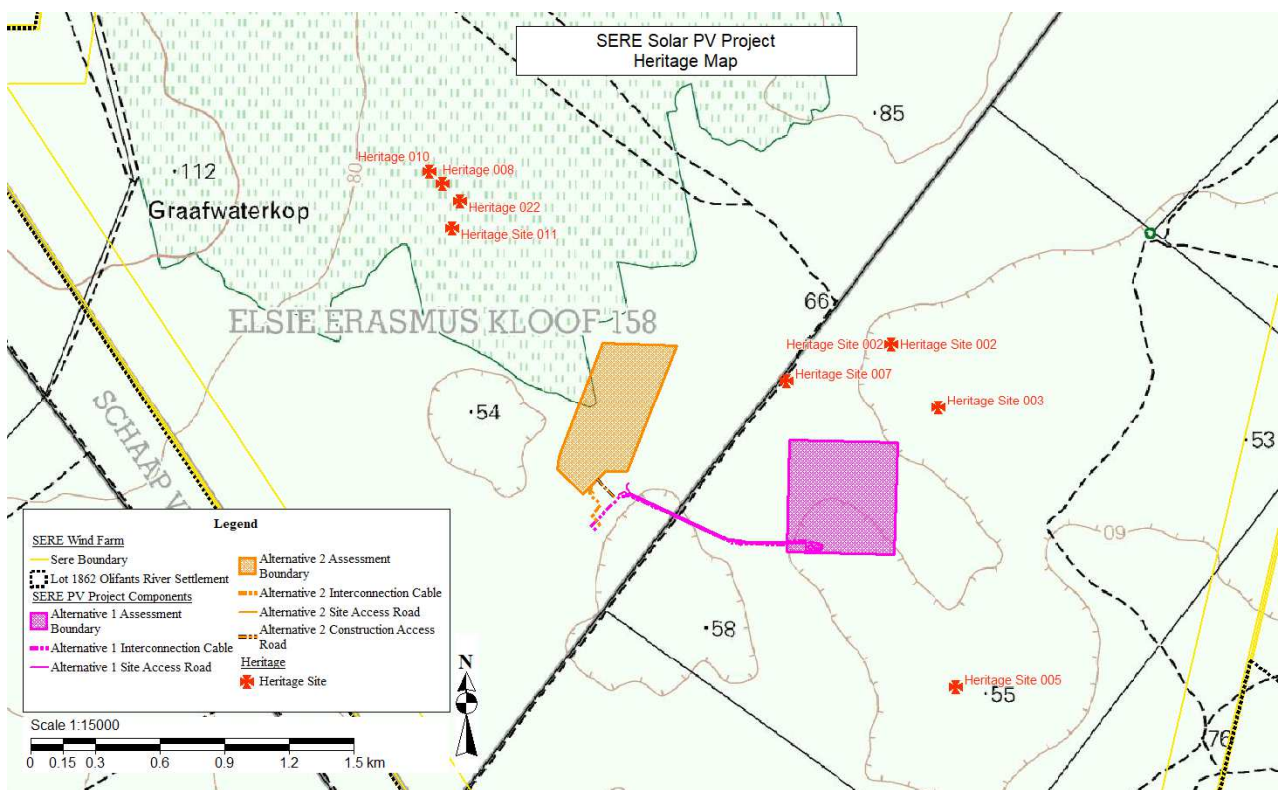 SERE Solar PV Project
Heritage Map
85
112
80
Graafwaterkop
Heritage 010
Heritage 008
Heritage 022
Heritage Site 011
ELSIE ERASMUS KLOOF 158
66
Heritage Site 002
Heritage Site 002
Heritage Site 007
Heritage Site 003
54
53
SCHAAP V
60
58
Heritage Site 005
55
76
Legend
SERE Wind Farm
Sere Boundary
Lot 1862 Olifants River Settlement
SERE PV Project Components
Alternative 1 Assessment
Boundary
Alternative 1 Interconnection Cable
Alternative 1 Site Access Road
Alternative 2 Assessment
Boundary
Alternative 2 Interconnection Cable
Alternative 2 Site Access Road
Alternative 2 Construction Access
Road
Heritage
Heritage Site
N
Scale 1:15000
0 0.15 0.3 0.6 0.9 1.2 1.5 km